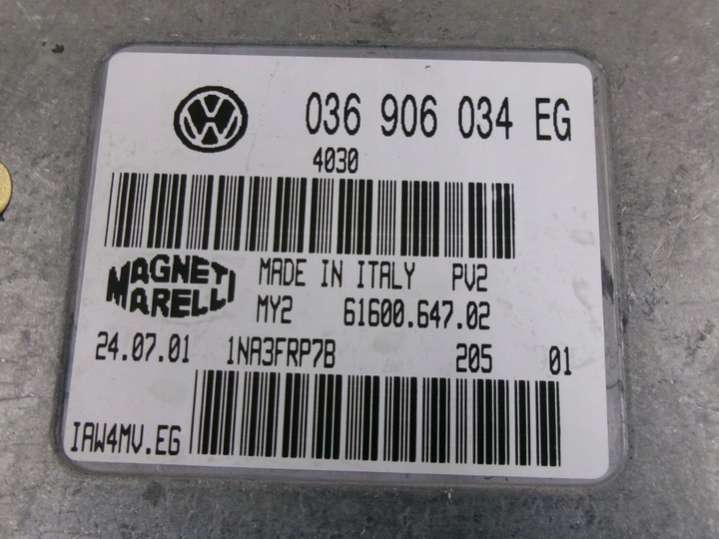 036 906 034 EG
4030
MAGNETI MARELLI
MADE IN ITALY PV2
MY2 61600.647.02
24.07.01 1NA3FRP7B 205 01
IAW4MV.EG